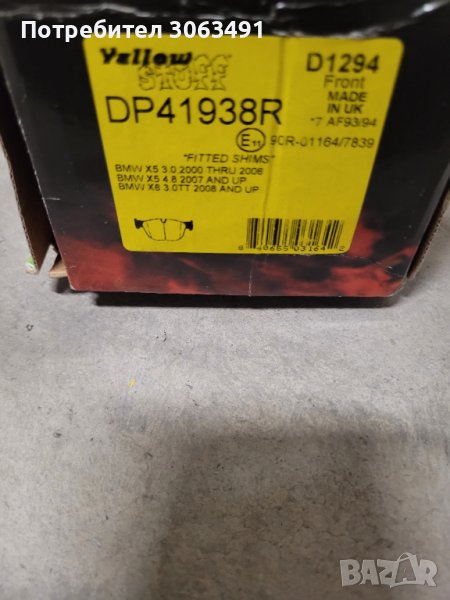 Потребител 3063491
Yellow
STUFF
DP41938R
D1294
Front
MADE
IN UK
*7 AF93/94
E11 90R-01164/7839
*FITTED SHIMS*
BMW X5 3.0 2000 THRU 2006
BMW X5 4.8 2007 AND UP
BMW X6 3.0TT 2008 AND UP
BAZAR